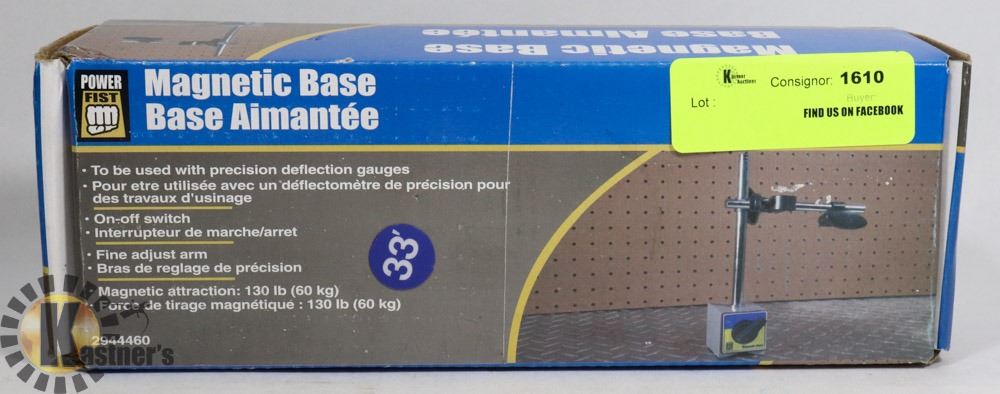 Magnetic Base
Base Aimantée
POWER
FIST
Magnetic Base
Base Aimantée
Kastner
Auctions
Consignor: 1610
Lot :
Buyer:
FIND US ON FACEBOOK
• To be used with precision deflection gauges
• Pour etre utilisée avec un déflectomètre de précision pour
des travaux d'usinage
• On-off switch
• Interrupteur de marche/arret
• Fine adjust arm
• Bras de reglage de précision
• Magnetic attraction: 130 lb (60 kg)
• Force de tirage magnétique : 130 lb (60 kg)
33'
2944460
Kastner's